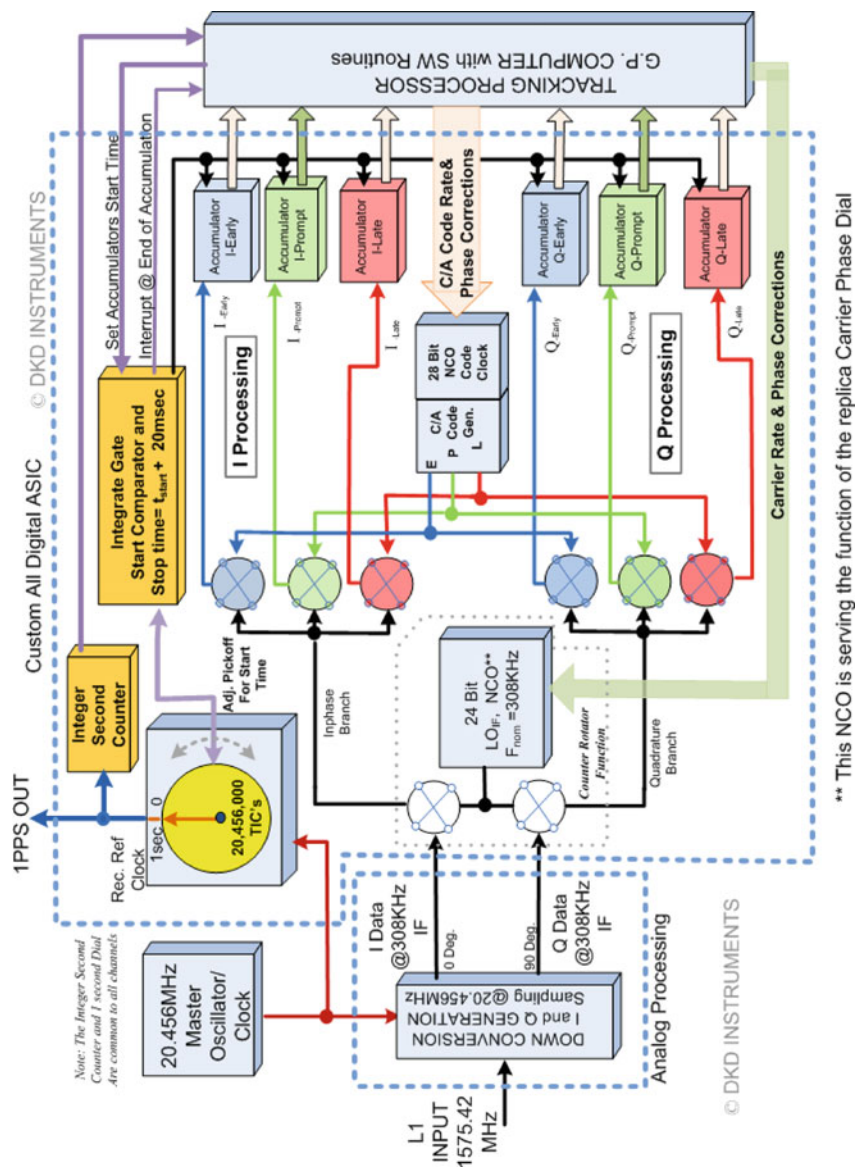 Custom All Digital ASIC
© DKD INSTRUMENTS
1PPS OUT
Note: The Integer Second
Counter and 1 second Dial
Are common to all channels
20.456MHz
Master
Oscillator/
Clock
Rec. Ref
Clock
1sec
0
20,456,000
TIC's
Integer
Second
Counter
Adj. Pickoff
For Start
Time
Integrate Gate
Start Comparator and
Stop time= tstart + 20msec
Set Accumulators Start Time
Interrupt @ End of Accumulation
L1
INPUT
1575.42
MHz
DOWN CONVERSION
I and Q GENERATION
Sampling @20.456MHz
Analog Processing
I Data
@308KHz
IF
0 Deg.
90 Deg.
Q Data
@308KHz
IF
Inphase
Branch
24 Bit
LOIF, NCO**
Fnom =308KHz
Counter Rotator
Function
Quadrature
Branch
I Processing
E
P
L
C/A
Code
Gen.
28 Bit
NCO
Code
Clock
C/A Code Rate&
Phase Corrections
Q Processing
I -Early
I -Prompt
I -Late
Q-Early
Q-Prompt
Q-Late
Accumulator
I-Early
Accumulator
I-Prompt
Accumulator
I-Late
Accumulator
Q-Early
Accumulator
Q-Prompt
Accumulator
Q-Late
TRACKING PROCESSOR
G.P. COMPUTER with SW Routines
Carrier Rate & Phase Corrections
© DKD INSTRUMENTS
** This NCO is serving the function of the replica Carrier Phase Dial